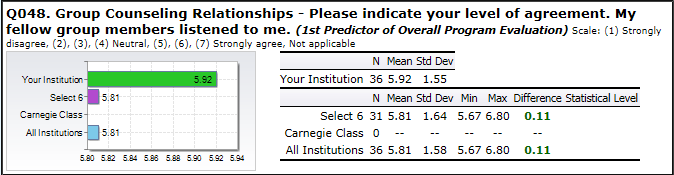 Q048. Group Counseling Relationships - Please indicate your level of agreement. My
fellow group members listened to me. (1st Predictor of Overall Program Evaluation) Scale: (1) Strongly
disagree, (2), (3), (4) Neutral, (5), (6), (7) Strongly agree, Not applicable
Your Institution 5.92
Select 6 5.81
Carnegie Class
All Institutions 5.81
5.80 5.82 5.84 5.86 5.88 5.90 5.92 5.94
N Mean Std Dev
Your Institution 36 5.92 1.55
N Mean Std Dev Min Max Difference Statistical Level
Select 6 31 5.81 1.64 5.67 6.80 0.11
Carnegie Class 0 -- -- -- -- --
All Institutions 36 5.81 1.58 5.67 6.80 0.11